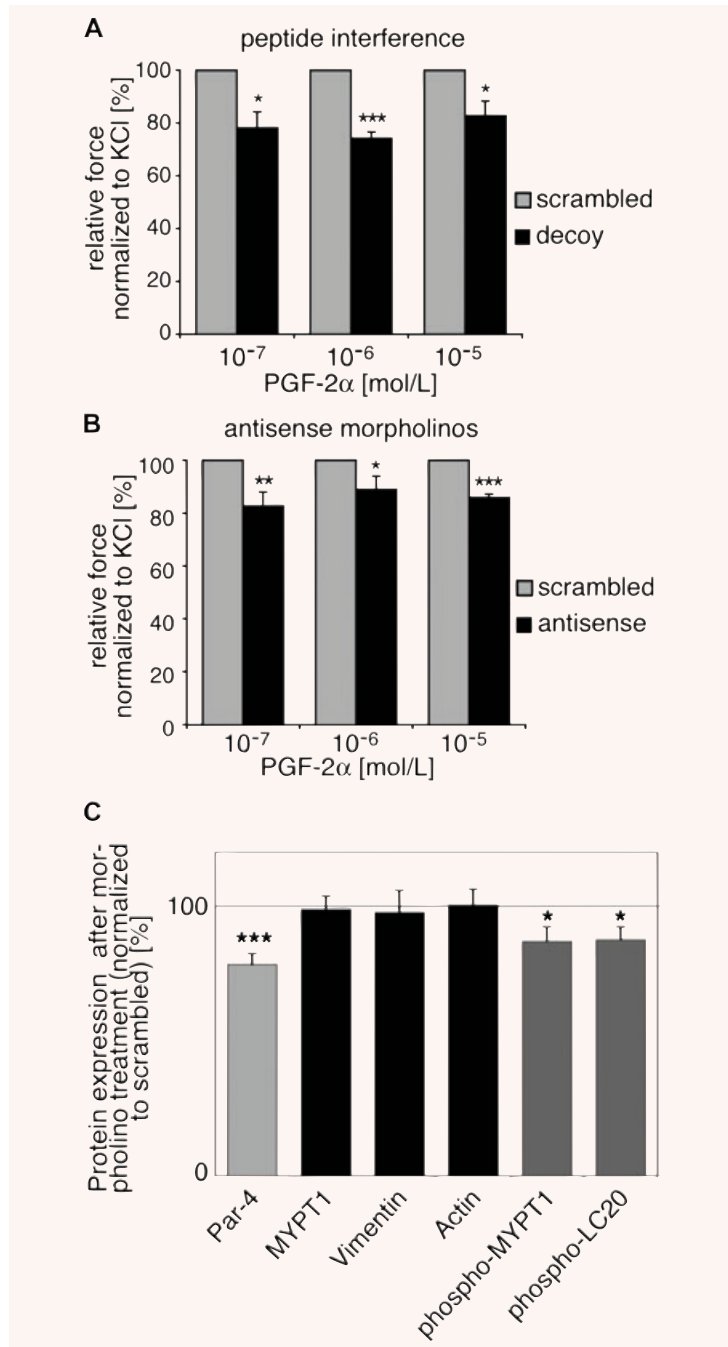 A
peptide interference
relative force
normalized to KCl [%]
100
80
60
40
20
0
*
***
*
scrambled
decoy
10-7
10-6
10-5
PGF-2α [mol/L]
B
antisense morpholinos
relative force
normalized to KCl [%]
100
80
60
40
20
0
**
*
***
scrambled
antisense
10-7
10-6
10-5
PGF-2α [mol/L]
C
Protein expression after mor-
pholino treatment (normalized
to scrambled) [%]
100
0
***
*
*
Par-4
MYPT1
Vimentin
Actin
phospho-MYPT1
phospho-LC20